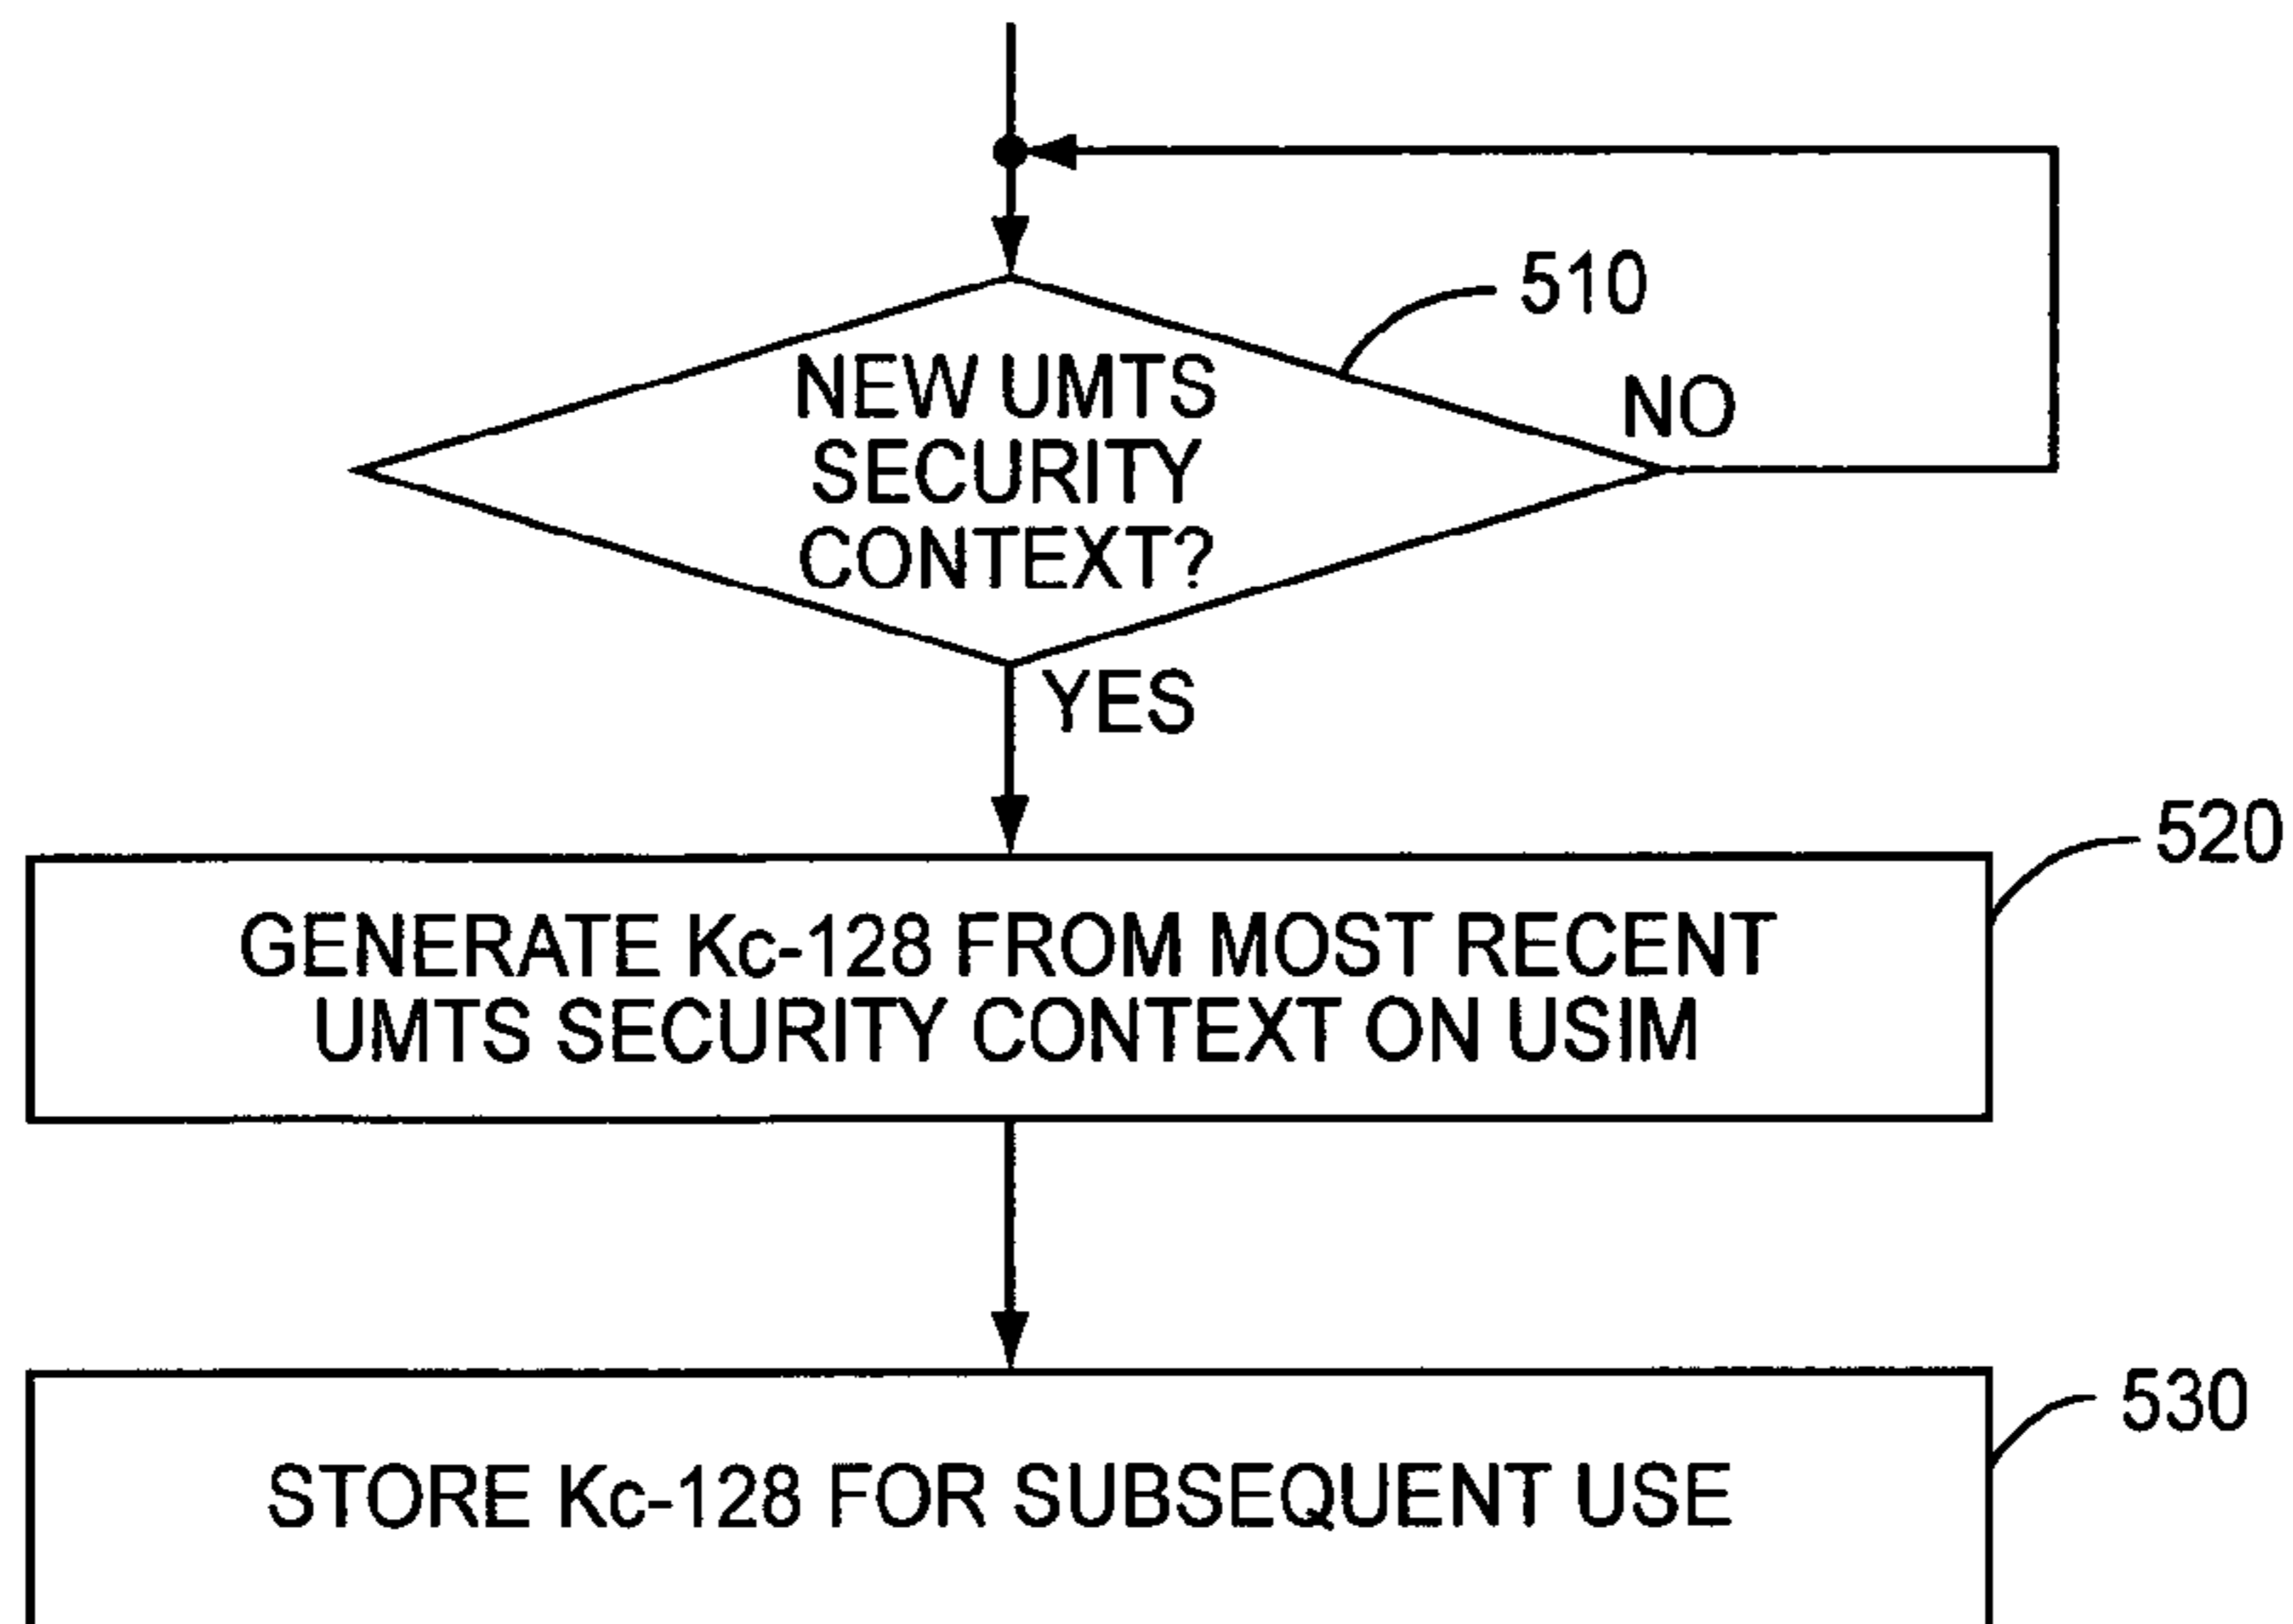 510
NEW UMTS
SECURITY
CONTEXT?
NO
YES
520
GENERATE Kc-128 FROM MOST RECENT
UMTS SECURITY CONTEXT ON USIM
530
STORE Kc-128 FOR SUBSEQUENT USE